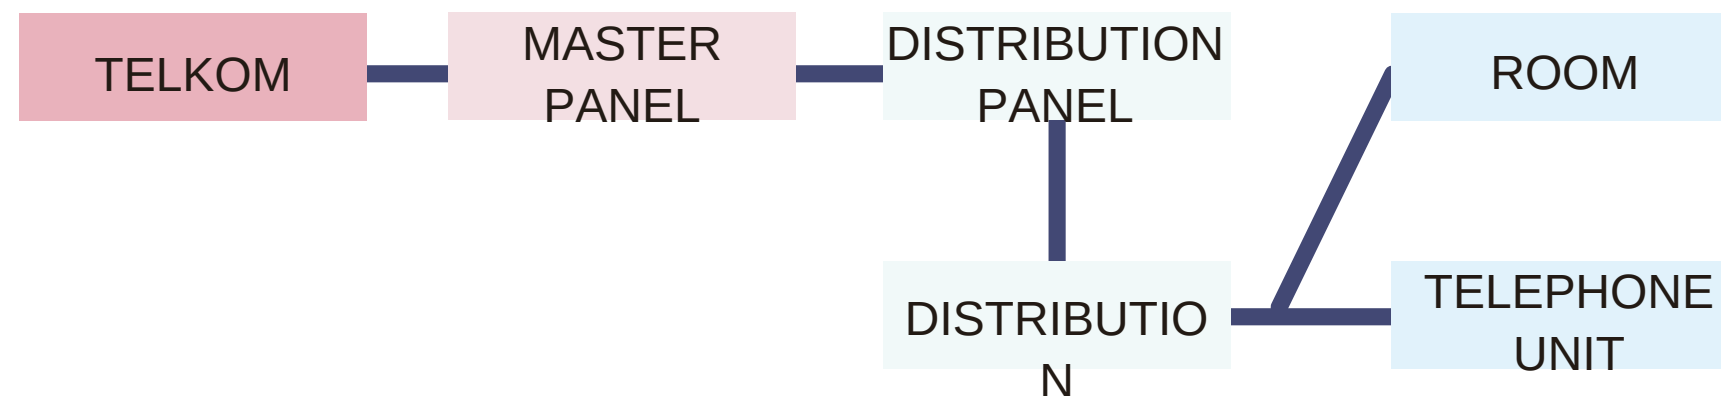 TELKOM
MASTER
PANEL
DISTRIBUTION
PANEL
ROOM
DISTRIBUTIO
N
TELEPHONE
UNIT